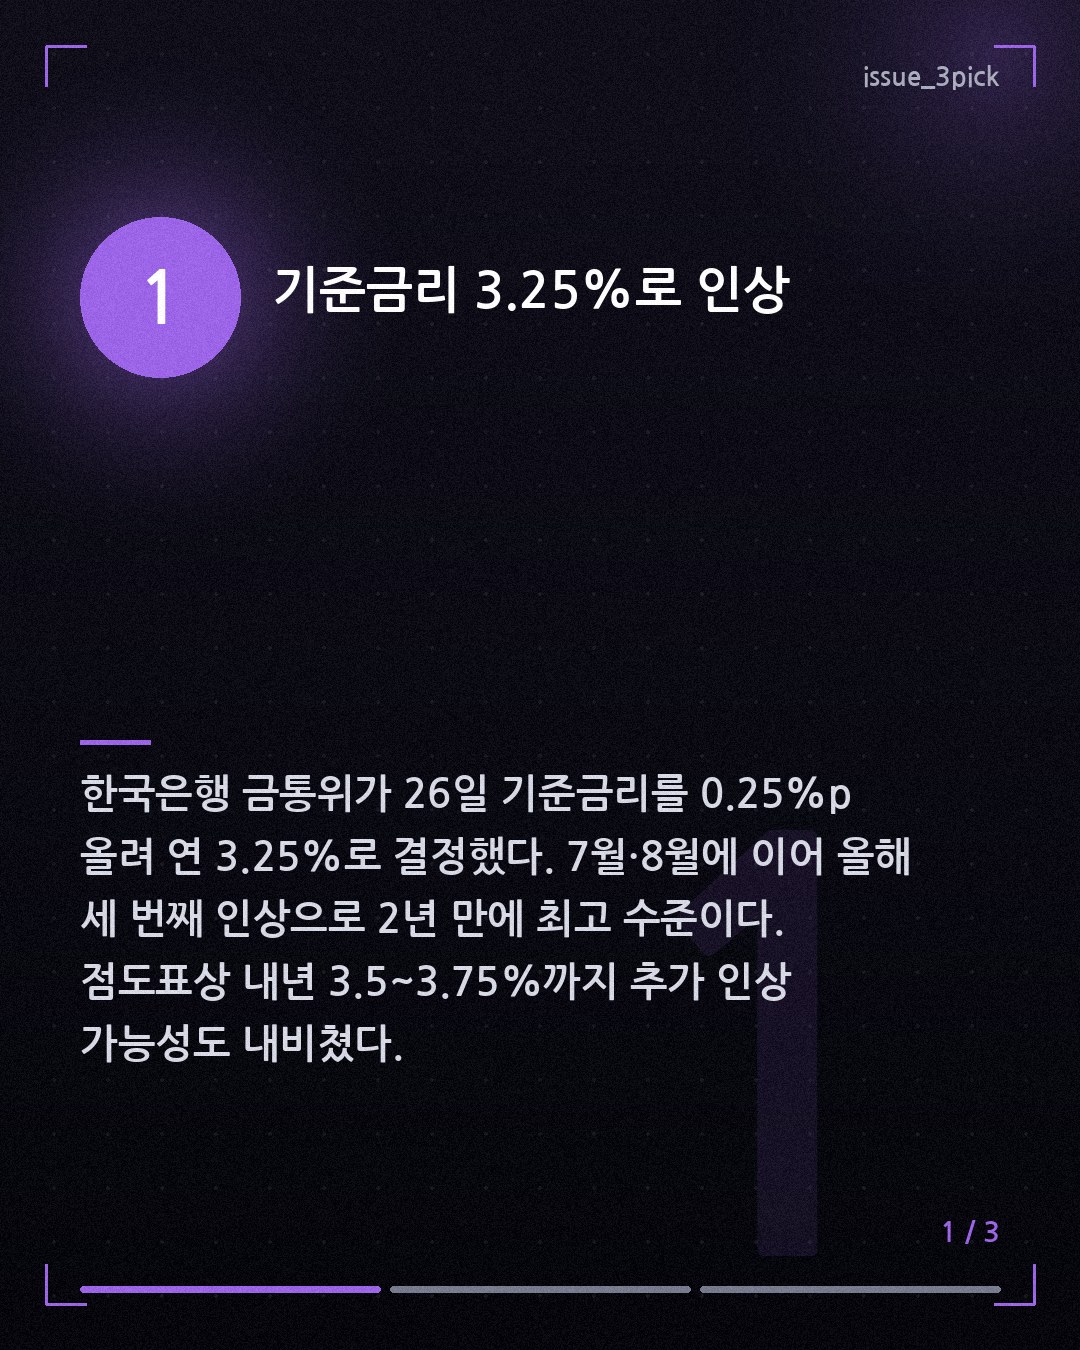 issue_3pick
1
기준금리 3.25%로 인상
한국은행 금통위가 26일 기준금리를 0.25%p
올려 연 3.25%로 결정했다. 7월·8월에 이어 올해
세 번째 인상으로 2년 만에 최고 수준이다.
점도표상 내년 3.5~3.75%까지 추가 인상
가능성도 내비쳤다.
1
1 / 3